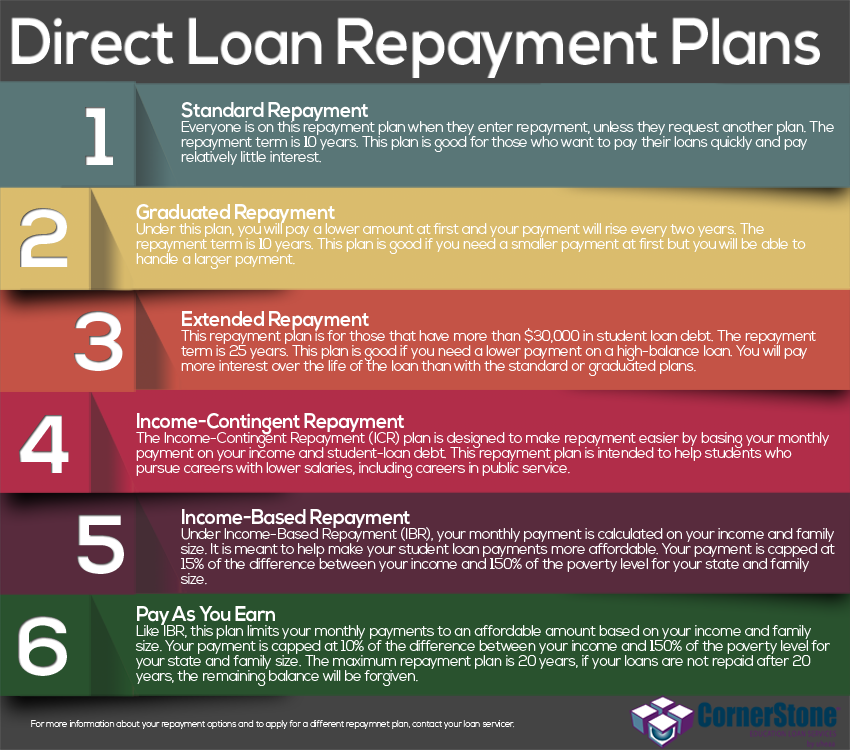 Direct Loan Repayment Plans
1
Standard Repayment
Everyone is on this repayment plan when they enter repayment, unless they request another plan. The
repayment term is 10 years. This plan is good for those who want to pay their loans quickly and pay
relatively little interest.
2
Graduated Repayment
Under this plan, you will pay a lower amount at first and your payment will rise every two years. The
repayment term is 10 years. This plan is good if you need a smaller payment at first but you will be able to
handle a larger payment.
3
Extended Repayment
This repayment plan is for those that have more than $30,000 in student loan debt. The repayment
term is 25 years. This plan is good if you need a lower payment on a high-balance loan. You will pay
more interest over the life of the loan than with the standard or graduated plans.
4
Income-Contingent Repayment
The Income-Contingent Repayment (ICR) plan is designed to make repayment easier by basing your monthly
payment on your income and student-loan debt. This repayment plan is intended to help students who
pursue careers with lower salaries, including careers in public service.
5
Income-Based Repayment
Under Income-Based Repayment (IBR), your monthly payment is calculated on your income and family
size. It is meant to help make your student loan payments more affordable. Your payment is capped at
15% of the difference between your income and 150% of the poverty level for your state and family
size.
6
Pay As You Earn
Like IBR, this plan limits your monthly payments to an affordable amount based on your income and family
size. Your payment is capped at 10% of the difference between your income and 150% of the poverty level for
your state and family size. The maximum repayment plan is 20 years, if your loans are not repaid after 20
years, the remaining balance will be forgiven.
For more information about your repayment options and to apply for a different repaymnet plan, contact your loan servicer.
CornerStone